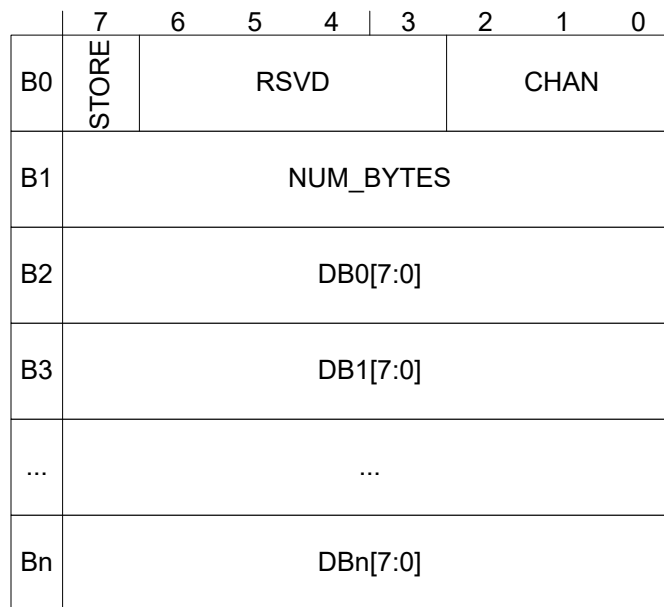 7 6 5 4 3 2 1 0
B0 STORE RSVD CHAN
B1 NUM_BYTES
B2 DB0[7:0]
B3 DB1[7:0]
... ...
Bn DBn[7:0]